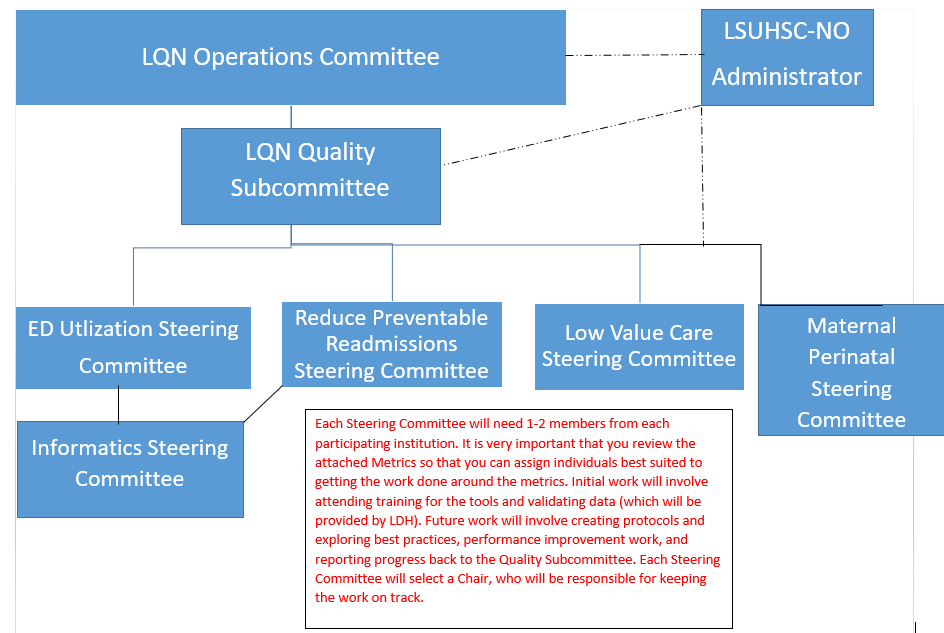 LQN Operations Committee
LSUHSC-NO
Administrator
LQN Quality
Subcommittee
ED Utlization Steering
Committee
Reduce Preventable
Readmissions
Steering Committee
Low Value Care
Steering Committee
Maternal
Perinatal
Steering
Committee
Informatics Steering
Committee
Each Steering Committee will need 1-2 members from each
participating institution. It is very important that you review the
attached Metrics so that you can assign individuals best suited to
getting the work done around the metrics. Initial work will involve
attending training for the tools and validating data (which will be
provided by LDH). Future work will involve creating protocols and
exploring best practices, performance improvement work, and
reporting progress back to the Quality Subcommittee. Each Steering
Committee will select a Chair, who will be responsible for keeping
the work on track.